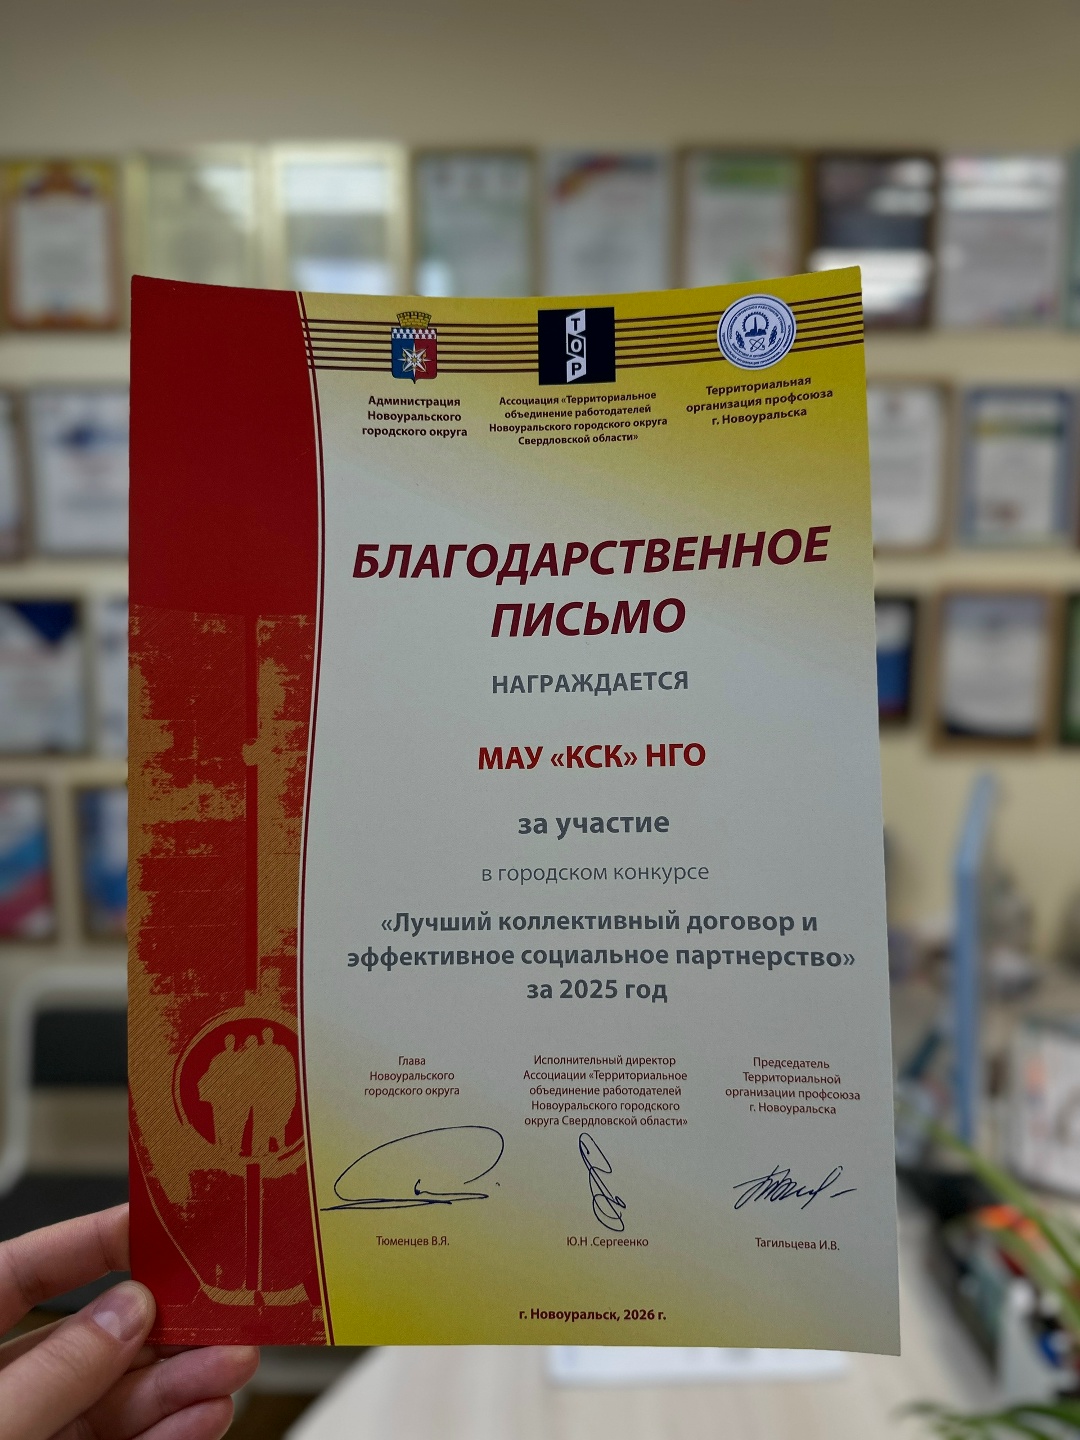 ТОР
Администрация
Новоуральского
городского округа
Ассоциация «Территориальное
объединение работодателей
Новоуральского городского округа
Свердловской области»
Территориальная
организация профсоюза
г. Новоуральска
БЛАГОДАРСТВЕННОЕ
ПИСЬМО
НАГРАЖДАЕТСЯ
МАУ «КСК» НГО
за участие
в городском конкурсе
«Лучший коллективный договор и
эффективное социальное партнерство»
за 2025 год
Глава
Новоуральского
городского округа
Исполнительный директор
Ассоциации «Территориальное
объединение работодателей
Новоуральского городского
округа Свердловской области»
Председатель
Территориальной
организации профсоюза
г. Новоуральска
Тюменцев В.Я.
Ю.Н .Сергеенко
Тагильцева И.В.
г. Новоуральск, 2026 г.